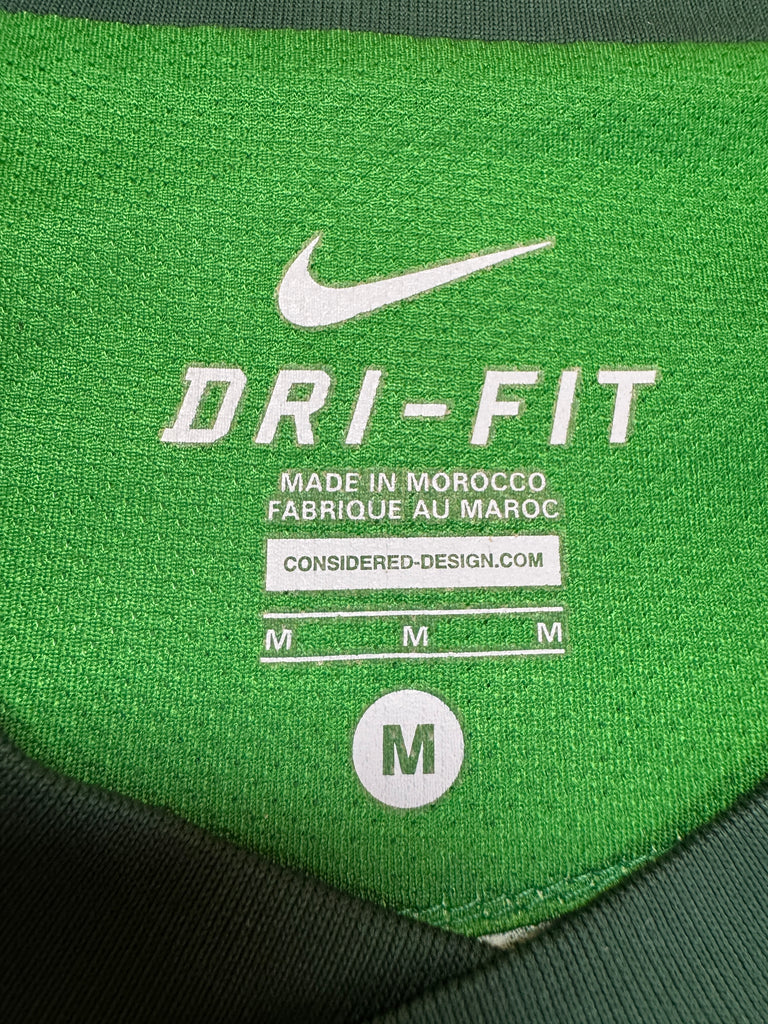 DRI-FIT
MADE IN MOROCCO
FABRIQUE AU MAROC
CONSIDERED-DESIGN.COM
M M M
M